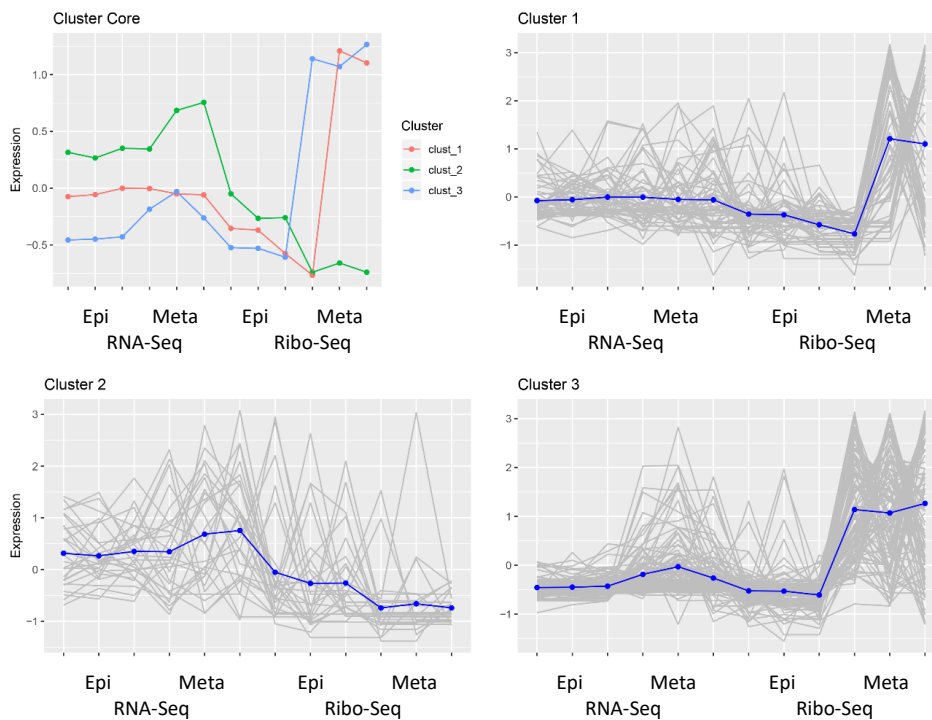 Cluster Core
Expression
1.0
0.5
0.0
−0.5
Epi Meta Epi Meta
RNA-Seq Ribo-Seq
Cluster
clust_1
clust_2
clust_3
Cluster 1
3
2
1
0
−1
Epi Meta Epi Meta
RNA-Seq Ribo-Seq
Cluster 2
Expression
3
2
1
0
−1
Epi Meta Epi Meta
RNA-Seq Ribo-Seq
Cluster 3
3
2
1
0
−1
Epi Meta Epi Meta
RNA-Seq Ribo-Seq